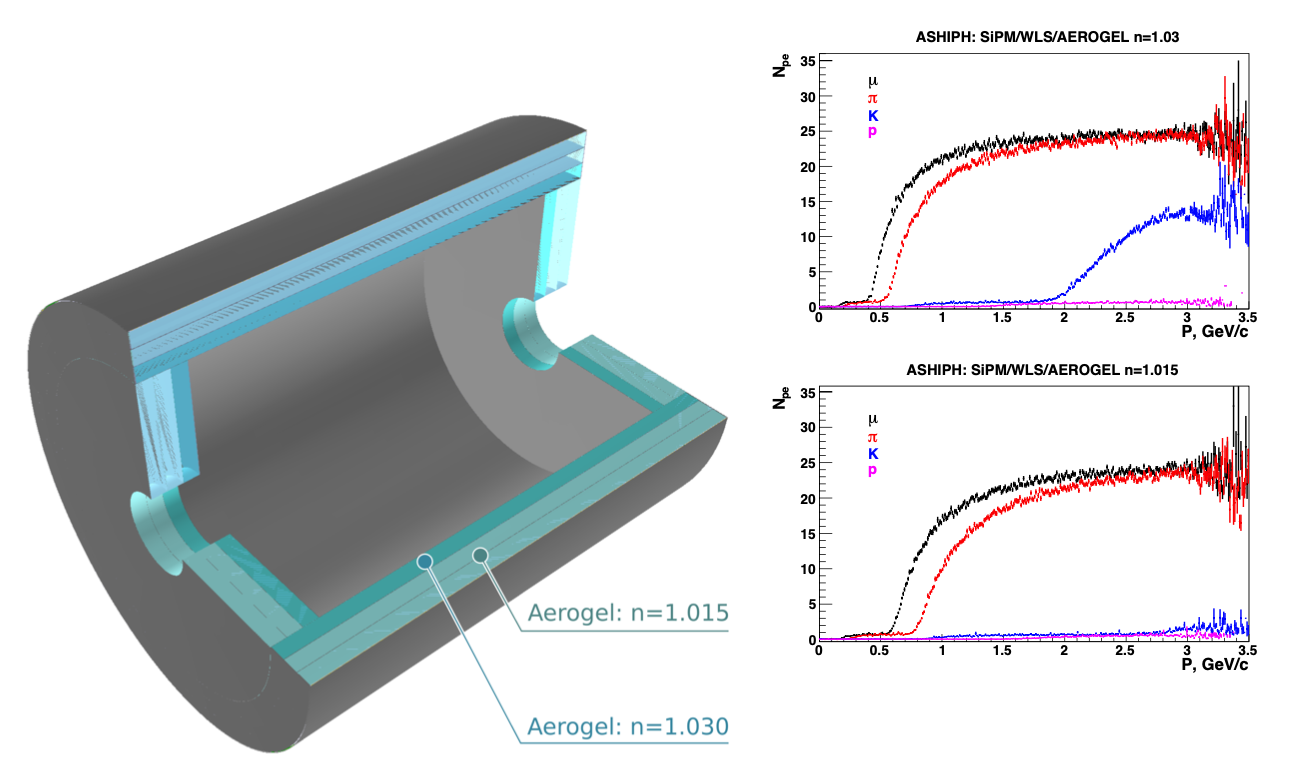 Aerogel: n=1.015
Aerogel: n=1.030
ASHIPH: SiPM/WLS/AEROGEL n=1.03
Npe
35
30
25
20
15
10
5
0
μ
π
K
p
0 0.5 1 1.5 2 2.5 3 3.5
P, GeV/c
ASHIPH: SiPM/WLS/AEROGEL n=1.015
Npe
35
30
25
20
15
10
5
0
μ
π
K
p
0 0.5 1 1.5 2 2.5 3 3.5
P, GeV/c